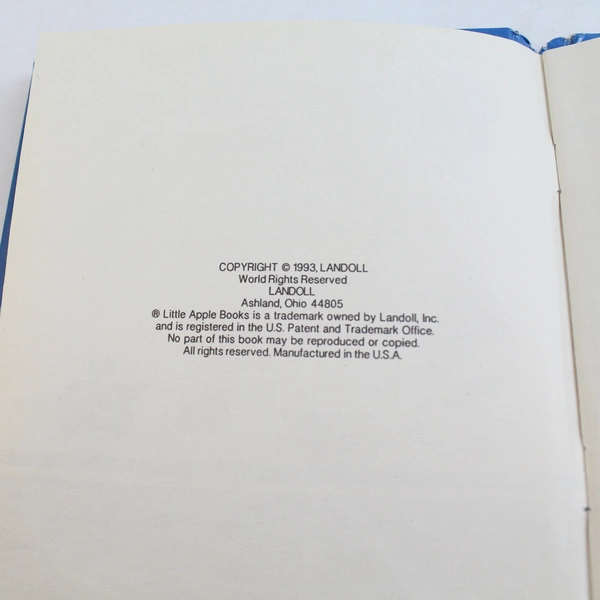 COPYRIGHT © 1993, LANDOLL
World Rights Reserved
LANDOLL
Ashland, Ohio 44805
® Little Apple Books is a trademark owned by Landoll, Inc.
and is registered in the U.S. Patent and Trademark Office.
No part of this book may be reproduced or copied.
All rights reserved. Manufactured in the U.S.A.